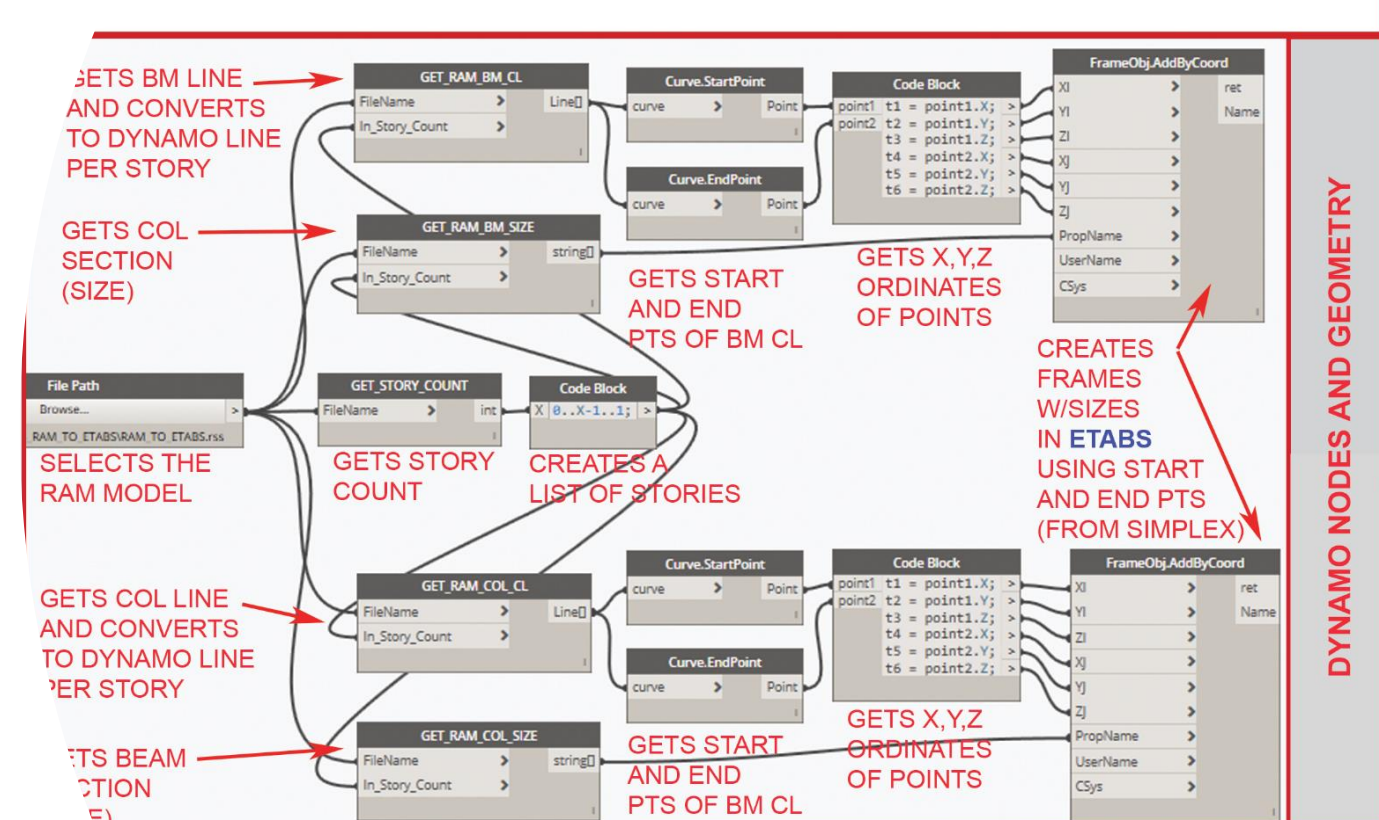 GETS BM LINE
AND CONVERTS
TO DYNAMO LINE
PER STORY
GET_RAM_BM_CL
FileName > Line[]
In_Story_Count >
Curve.StartPoint
curve > Point
Curve.EndPoint
curve > Point
Code Block
point1 t1 = point1.X; >
point2 t2 = point1.Y; >
t3 = point1.Z; >
t4 = point2.X; >
t5 = point2.Y; >
t6 = point2.Z; >
FrameObj.AddByCoord
XI > ret
YI > Name
ZI >
XJ >
YJ >
ZJ >
PropName >
UserName >
CSys >
GETS COL
SECTION
(SIZE)
GET_RAM_BM_SIZE
FileName > string[]
In_Story_Count >
GETS START
AND END
PTS OF BM CL
GETS X,Y,Z
ORDINATES
OF POINTS
CREATES
FRAMES
W/SIZES
IN ETABS
USING START
AND END PTS
(FROM SIMPLEX)
File Path
Browse... >
_RAM_TO_ETABS\RAM_TO_ETABS.rss
SELECTS THE
RAM MODEL
GET_STORY_COUNT
FileName > int
GETS STORY
COUNT
Code Block
X 0..X-1..1; >
CREATES A
LIST OF STORIES
GETS COL LINE
AND CONVERTS
TO DYNAMO LINE
PER STORY
GET_RAM_COL_CL
FileName > Line[]
In_Story_Count >
Curve.StartPoint
curve > Point
Curve.EndPoint
curve > Point
Code Block
point1 t1 = point1.X; >
point2 t2 = point1.Y; >
t3 = point1.Z; >
t4 = point2.X; >
t5 = point2.Y; >
t6 = point2.Z; >
FrameObj.AddByCoord
XI > ret
YI > Name
ZI >
XJ >
YJ >
ZJ >
PropName >
UserName >
CSys >
ETS BEAM
CTION
E)
GET_RAM_COL_SIZE
FileName > string[]
In_Story_Count >
GETS START
AND END
PTS OF BM CL
GETS X,Y,Z
ORDINATES
OF POINTS
DYNAMO NODES AND GEOMETRY